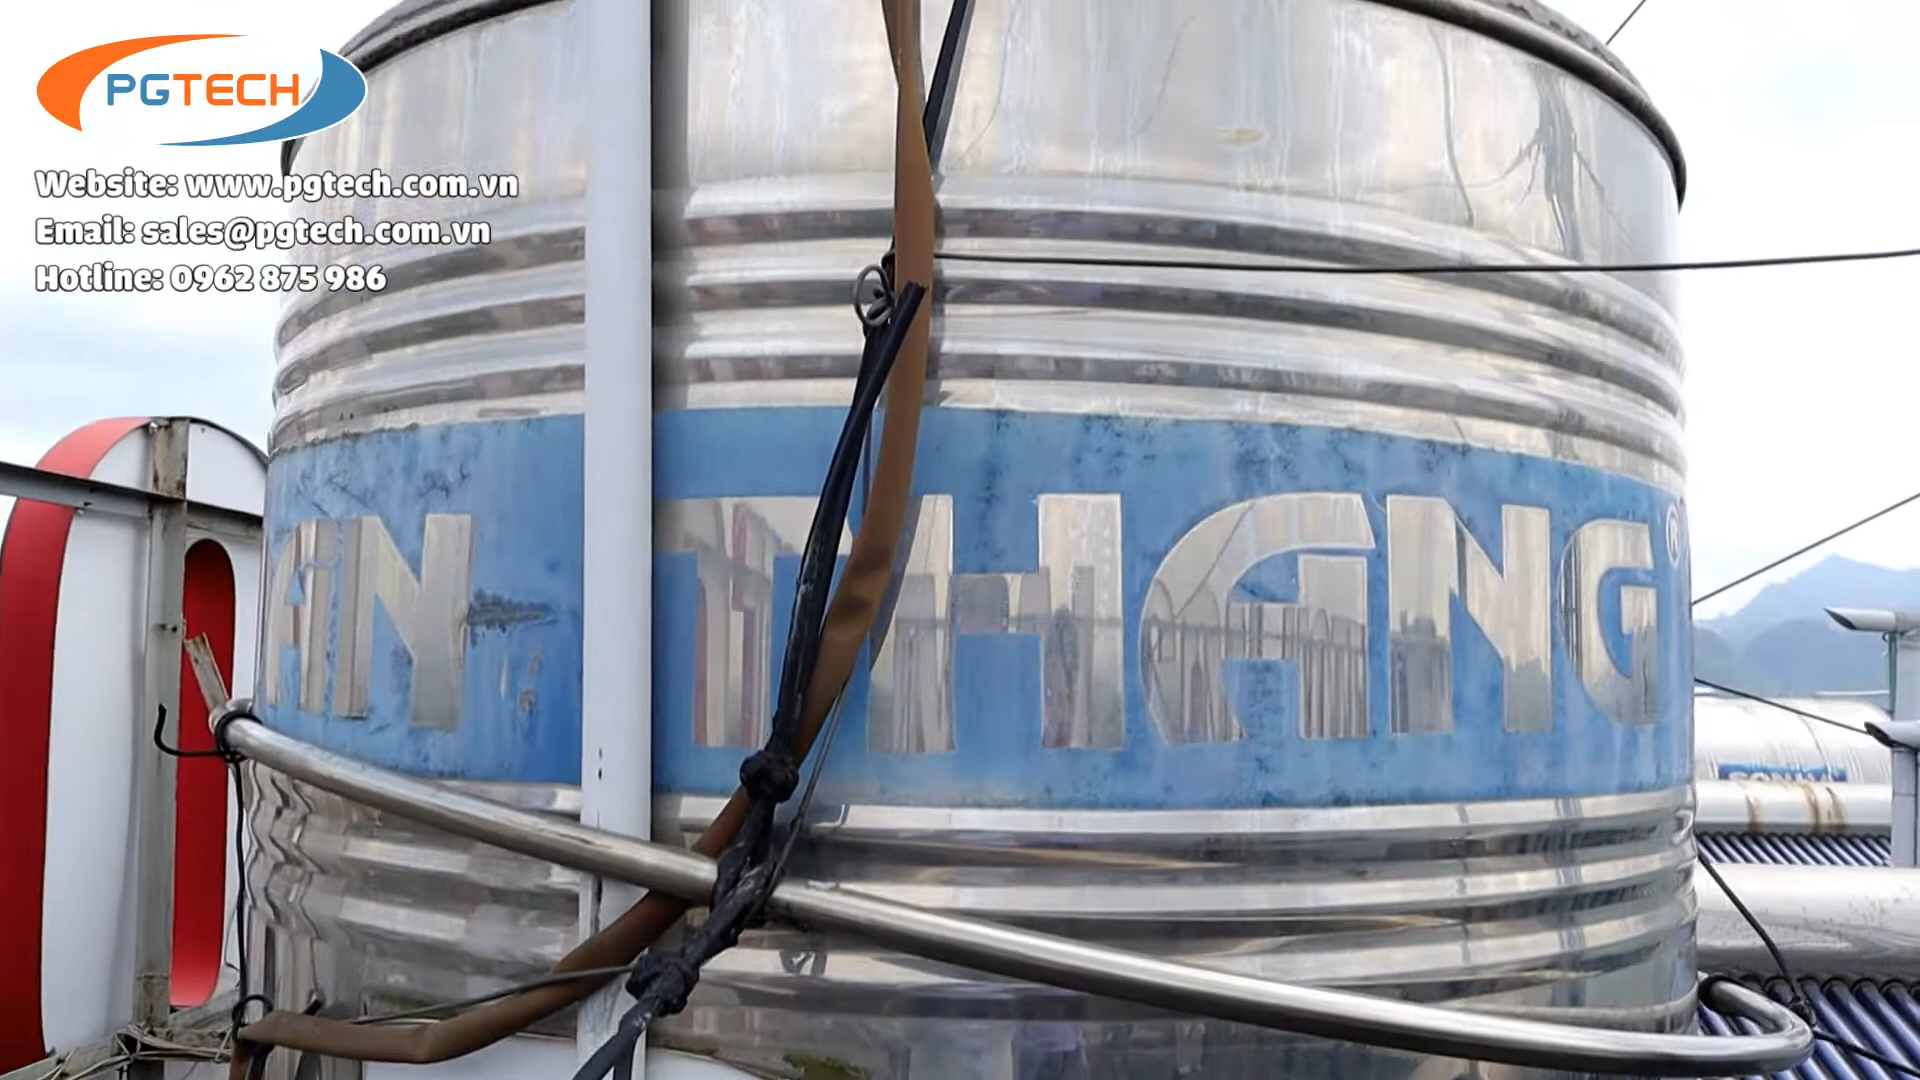 PGTECH
Website: www.pgtech.com.vn
Email: sales@pgtech.com.vn
Hotline: 0962 875 986
THANG ®